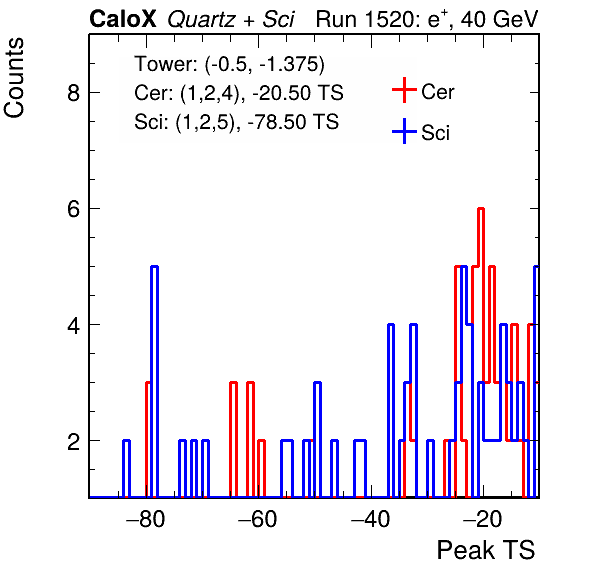 CaloX Quartz + Sci Run 1520: e⁺, 40 GeV
Counts
Tower: (-0.5, -1.375)
Cer: (1,2,4), -20.50 TS
Sci: (1,2,5), -78.50 TS
Cer
Sci
8
6
4
2
−80 −60 −40 −20
Peak TS